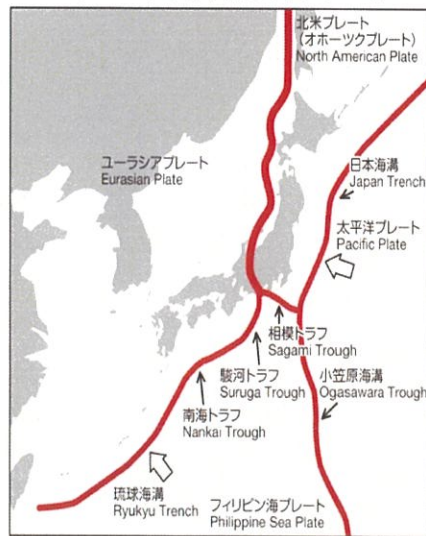 北米プレート
（オホーツクプレート）
North American Plate
ユーラシアプレート
Eurasian Plate
日本海溝
Japan Trench
太平洋プレート
Pacific Plate
相模トラフ
Sagami Trough
駿河トラフ
Suruga Trough
小笠原海溝
Ogasawara Trough
南海トラフ
Nankai Trough
琉球海溝
Ryukyu Trench
フィリピン海プレート
Philippine Sea Plate